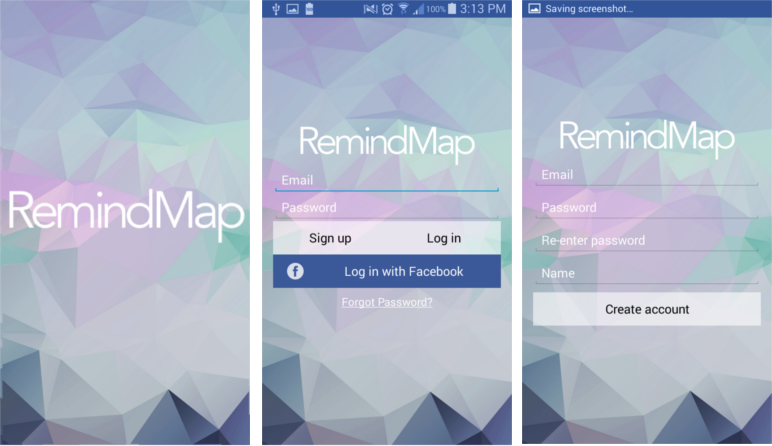 RemindMap
100% 3:13 PM
RemindMap
Email
Password
Sign up Log in
f Log in with Facebook
Forgot Password?
Saving screenshot...
RemindMap
Email
Password
Re-enter password
Name
Create account